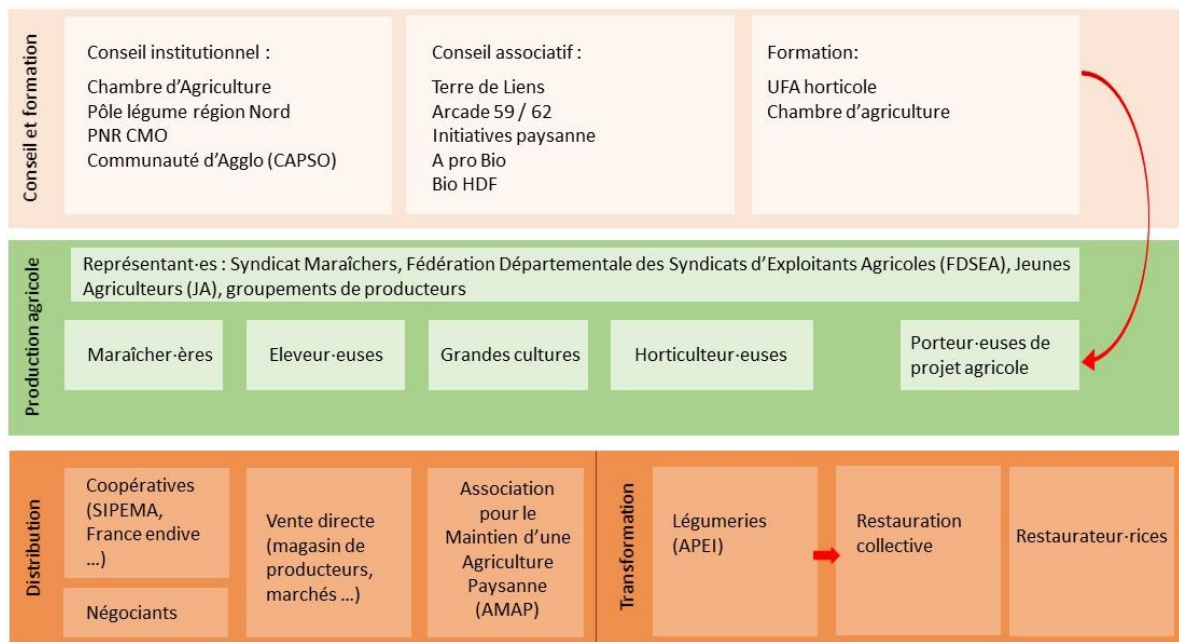 Conseil et formation
Conseil institutionnel :
Chambre d'Agriculture
Pôle légume région Nord
PNR CMO
Communauté d'Agglo (CAPSO)
Conseil associatif :
Terre de Liens
Arcade 59 / 62
Initiatives paysanne
A pro Bio
Bio HDF
Formation:
UFA horticole
Chambre d'agriculture
Production agricole
Représentant·es : Syndicat Maraîchers, Fédération Départementale des Syndicats d'Exploitants Agricoles (FDSEA), Jeunes
Agriculteurs (JA), groupements de producteurs
Maraîcher·ères
Eleveur·euses
Grandes cultures
Horticulteur·euses
Porteur·euses de
projet agricole
Distribution
Coopératives
(SIPEMA,
France endive
…)
Négociants
Vente directe
(magasin de
producteurs,
marchés …)
Association
pour le
Maintien d'une
Agriculture
Paysanne
(AMAP)
Transformation
Légumeries
(APEI)
Restauration
collective
Restaurateur·rices